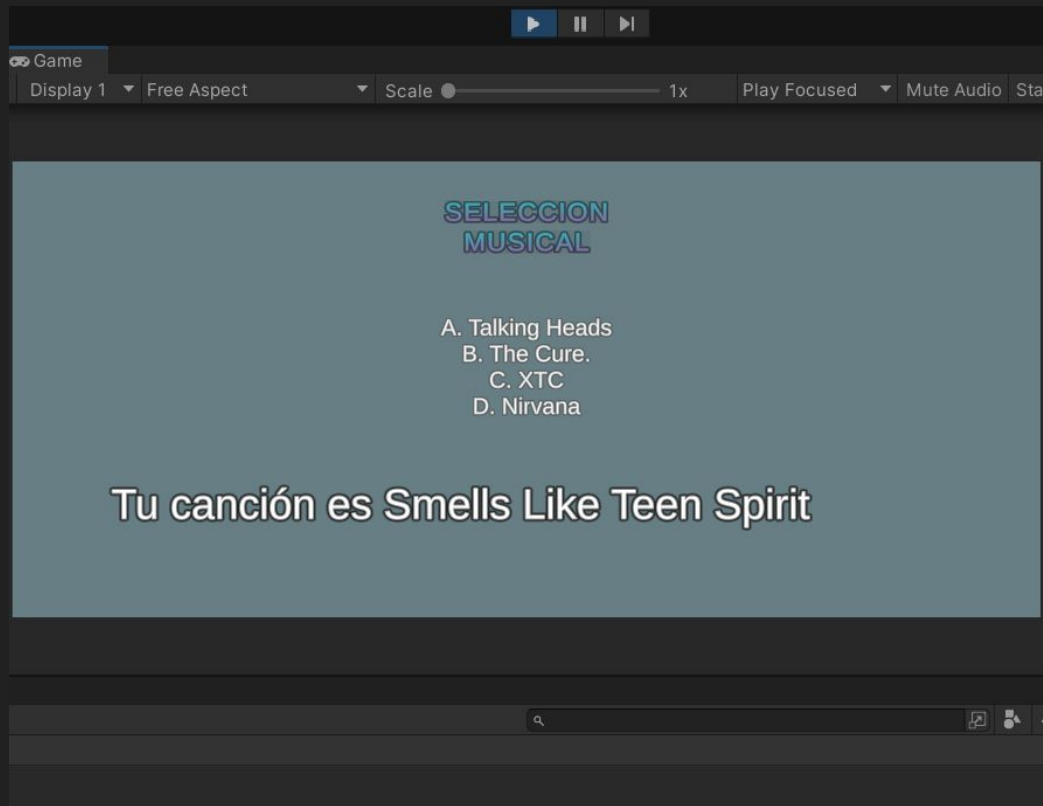 Game
Display 1 Free Aspect Scale 1x Play Focused Mute Audio
SELECCION
MUSICAL
A. Talking Heads
B. The Cure.
C. XTC
D. Nirvana
Tu canción es Smells Like Teen Spirit